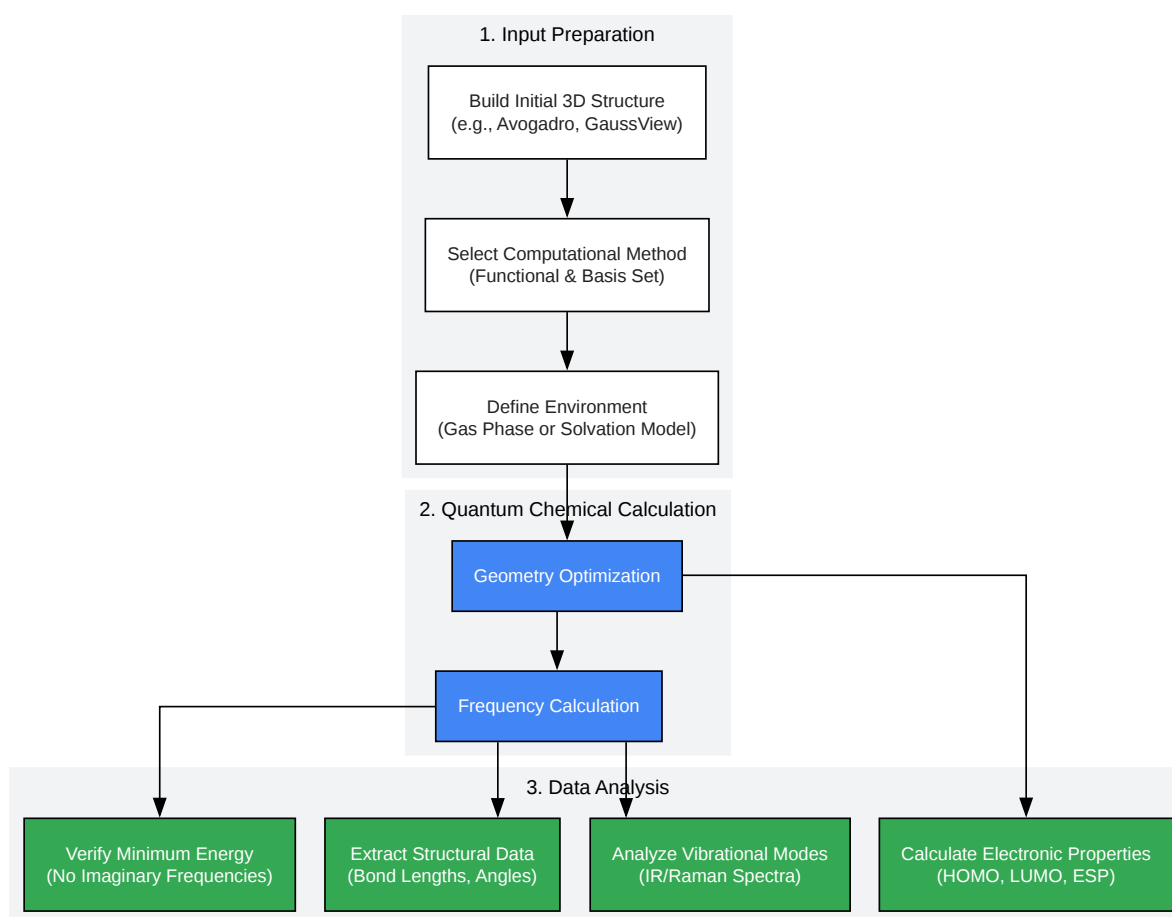 1. Input Preparation
Build Initial 3D Structure
(e.g., Avogadro, GaussView)
Select Computational Method
(Functional & Basis Set)
Define Environment
(Gas Phase or Solvation Model)
2. Quantum Chemical Calculation
Geometry Optimization
Frequency Calculation
3. Data Analysis
Verify Minimum Energy
(No Imaginary Frequencies)
Extract Structural Data
(Bond Lengths, Angles)
Analyze Vibrational Modes
(IR/Raman Spectra)
Calculate Electronic Properties
(HOMO, LUMO, ESP)